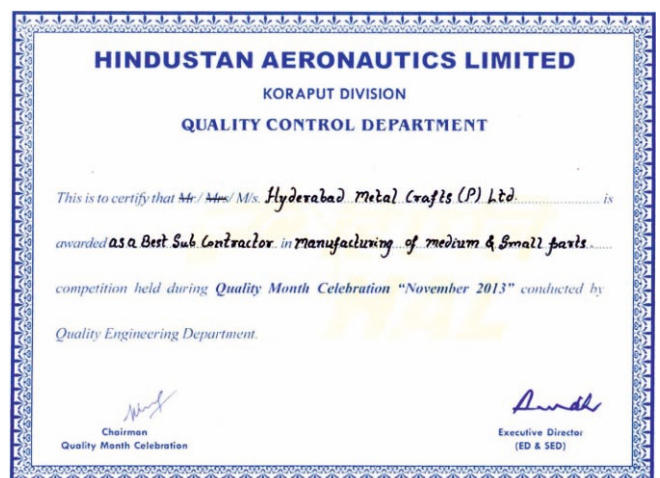 HINDUSTAN AERONAUTICS LIMITED
KORAPUT DIVISION
QUALITY CONTROL DEPARTMENT
This is to certify that Mr/ Mrs/ M/s. Hyderabad Metal Crafts (P) Ltd. is
awarded as a Best Sub Contractor in manufacturing of medium & Small parts
competition held during Quality Month Celebration "November 2013" conducted by
Quality Engineering Department.
Chairman
Quality Month Celebration
Executive Director
(ED & SED)